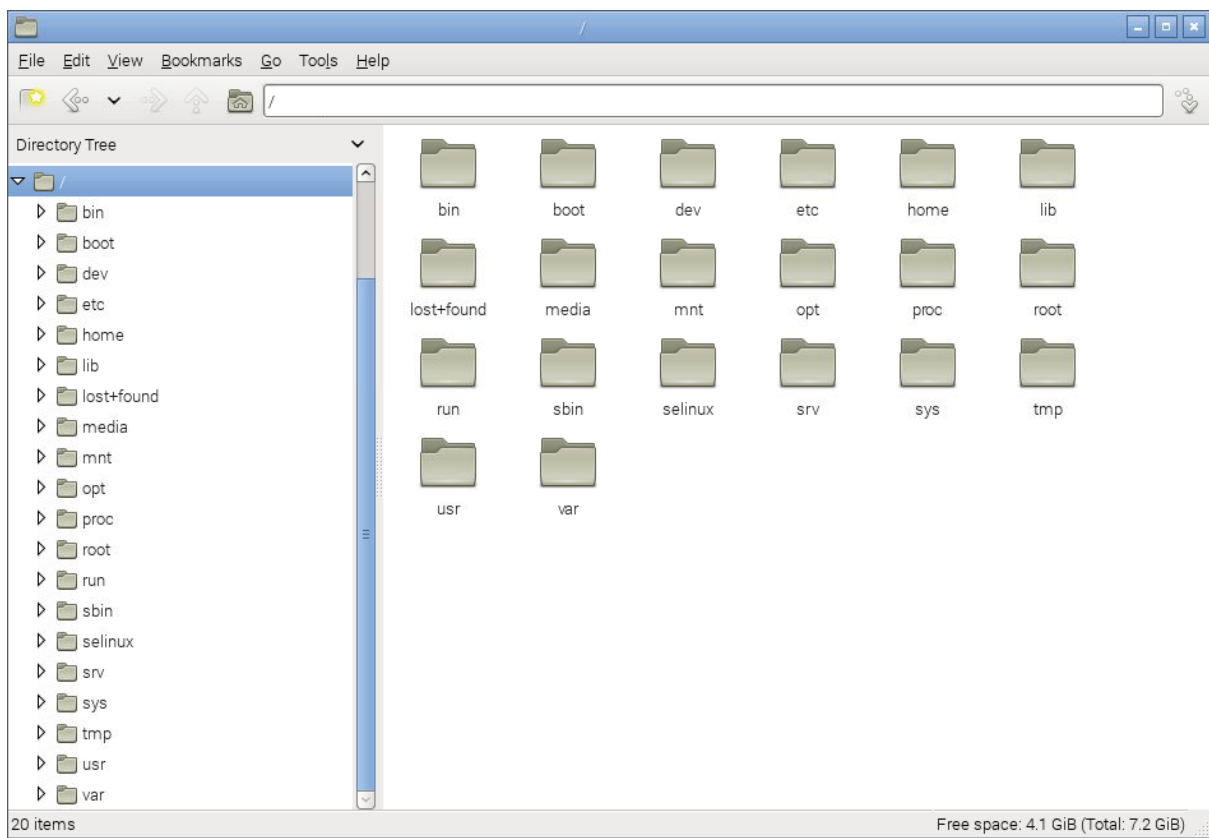 /
File Edit View Bookmarks Go Tools Help
/
Directory Tree
/
bin
boot
dev
etc
home
lib
lost+found
media
mnt
opt
proc
root
run
sbin
selinux
srv
sys
tmp
usr
var
bin boot dev etc home lib
lost+found media mnt opt proc root
run sbin selinux srv sys tmp
usr var
20 items Free space: 4.1 GiB (Total: 7.2 GiB)